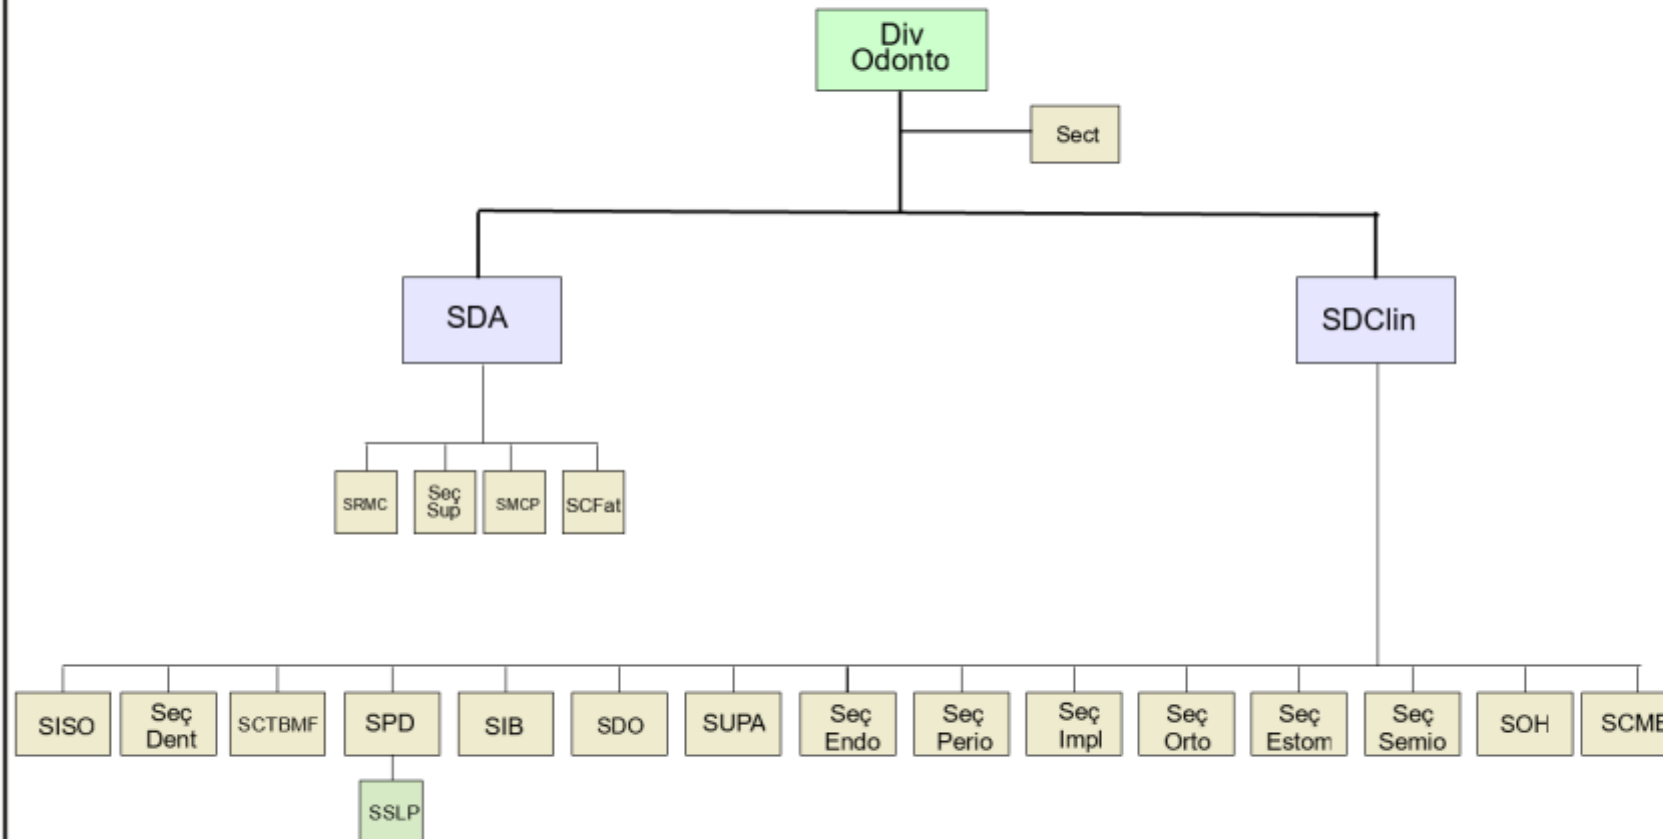 Div
Odonto
Sect
SDA
SDClin
SRMC
Seç
Sup
SMCP
SCFat
SISO
Seç
Dent
SCTBMF
SPD
SIB
SDO
SUPA
Seç
Endo
Seç
Perio
Seç
Impl
Seç
Orto
Seç
Estom
Seç
Semio
SOH
SCME
SSLP